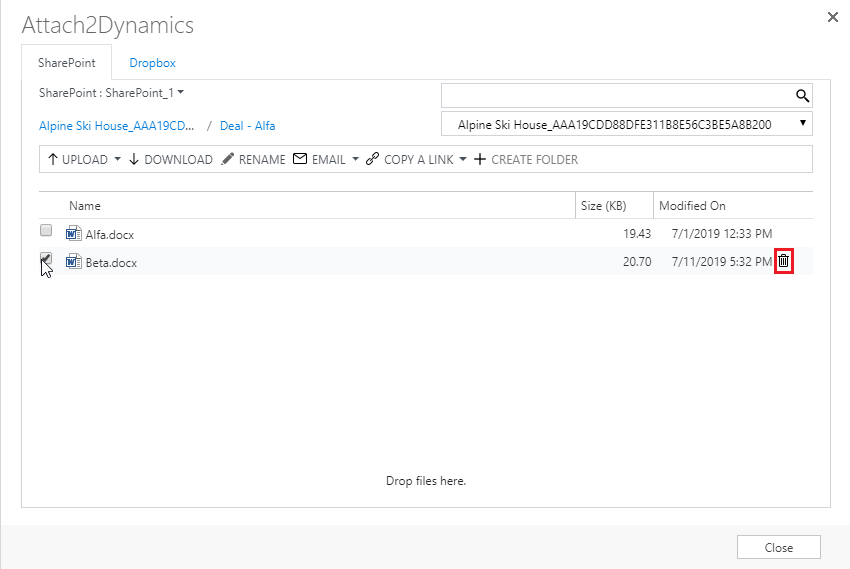 Attach2Dynamics
SharePoint Dropbox
SharePoint : SharePoint_1
Alpine Ski House_AAA19CD... / Deal - Alfa
Alpine Ski House_AAA19CDD88DFE311B8E56C3BE5A8B200
UPLOAD DOWNLOAD RENAME EMAIL COPY A LINK CREATE FOLDER
Name Size (KB) Modified On
Alfa.docx 19.43 7/1/2019 12:33 PM
Beta.docx 20.70 7/11/2019 5:32 PM
Drop files here.
Close